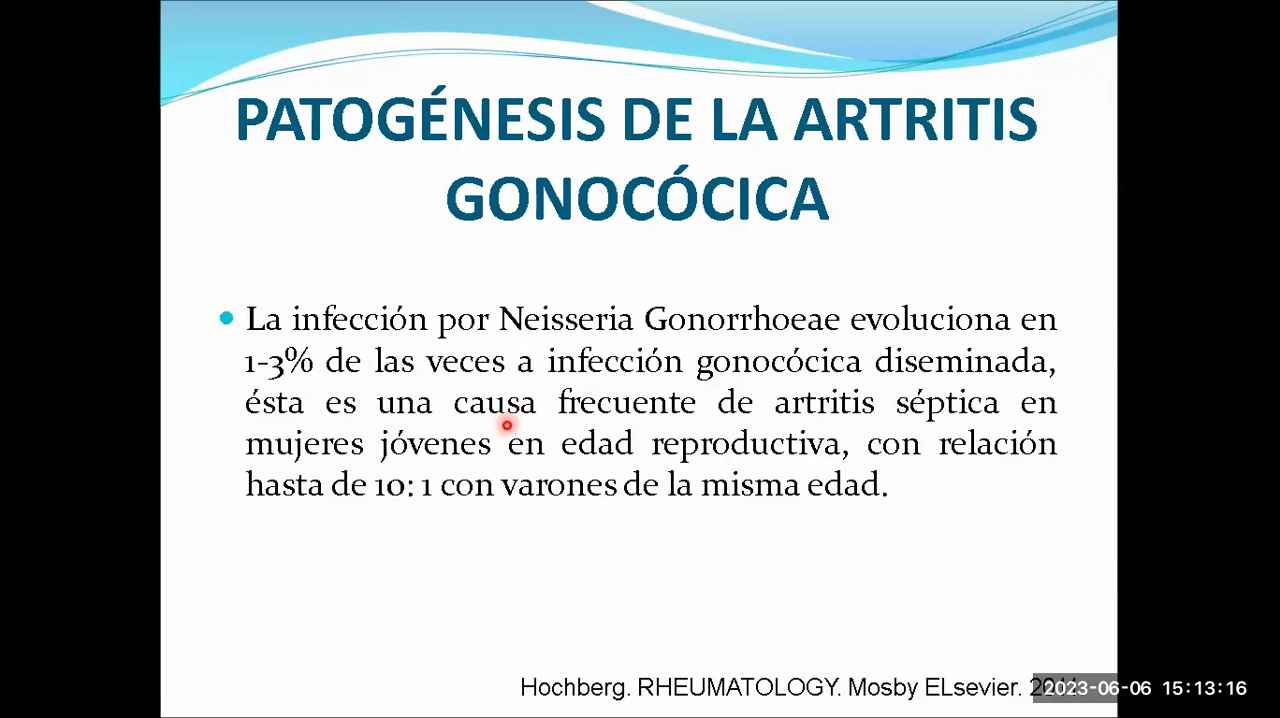 PATOGÉNESIS DE LA ARTRITIS
GONOCÓCICA
• La infección por Neisseria Gonorrhoeae evoluciona en
1-3% de las veces a infección gonocócica diseminada,
ésta es una causa frecuente de artritis séptica en
mujeres jóvenes en edad reproductiva, con relación
hasta de 10: 1 con varones de la misma edad.
Hochberg. RHEUMATOLOGY. Mosby ELsevier.
2023-06-06 15:13:16